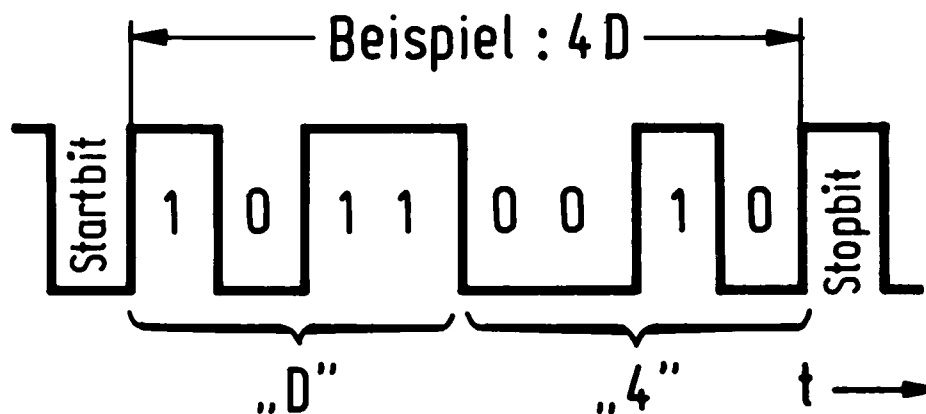 Beispiel : 4D
Startbit 1 0 1 1 0 0 1 0 Stopbit
„D” „4” t